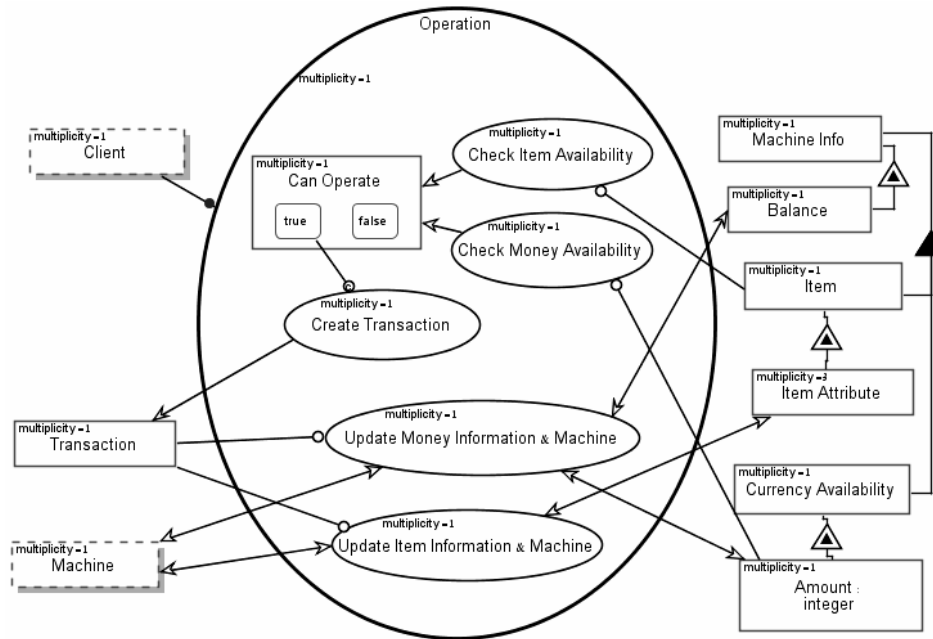 Operation
multiplicity=1
multiplicity=1
Client
multiplicity=1
Can Operate
true
false
multiplicity=1
Check Item Availability
multiplicity=1
Check Money Availability
multiplicity=1
Machine Info
multiplicity=1
Balance
multiplicity=1
Item
multiplicity=1
Create Transaction
multiplicity=3
Item Attribute
multiplicity=1
Transaction
multiplicity=1
Update Money Information & Machine
multiplicity=1
Currency Availability
multiplicity=1
Update Item Information & Machine
multiplicity=1
Machine
multiplicity=1
Amount :
integer